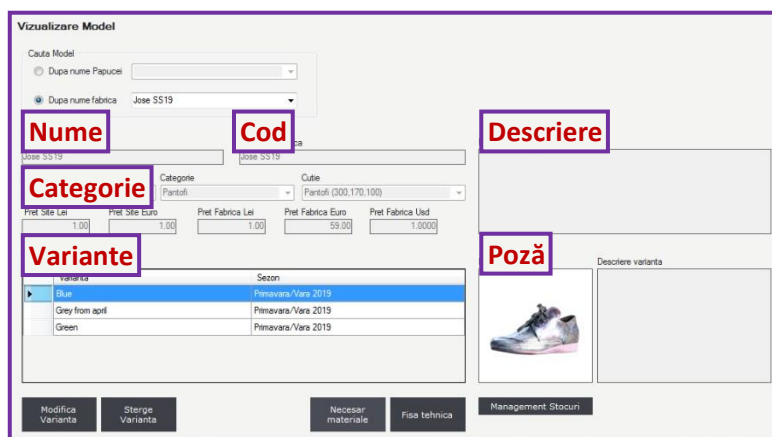 Vizualizare Model
Cauta Model
Dupa nume Papucei
Dupa nume fabrica Jose SS19
Nume Cod Descriere
Jose SS19 Jose SS19
Categorie Categorie Cutie
Pantofi Pantofi (300,170,100)
Pret Site Lei Pret Site Euro Pret Fabrica Lei Pret Fabrica Euro Pret Fabrica Usd
1.00 1.00 1.00 59.00 1.0000
Variante Poză Descriere varianta
Varianta Sezon
Blue Primavara/Vara 2019
Grey from april Primavara/Vara 2019
Green Primavara/Vara 2019
Modifica Varianta Sterge Varianta Necesar materiale Fisa tehnica Management Stocuri